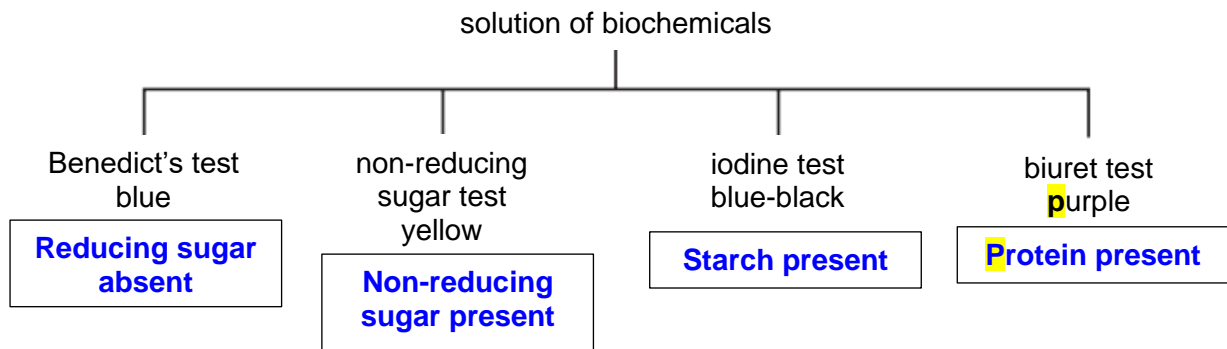 solution of biochemicals
Benedict’s test
blue
Reducing sugar
absent
non-reducing
sugar test
yellow
Non-reducing
sugar present
iodine test
blue-black
Starch present
biuret test
purple
Protein present